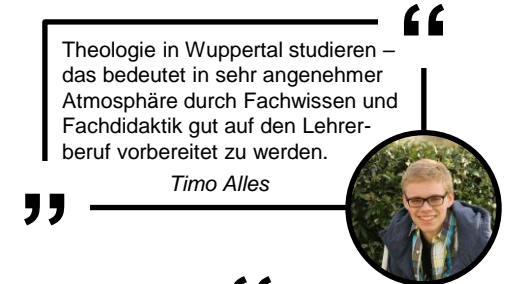 “
Theologie in Wuppertal studieren –
das bedeutet in sehr angenehmer
Atmosphäre durch Fachwissen und
Fachdidaktik gut auf den Lehrer-
beruf vorbereitet zu werden.
Timo Alles
”
“